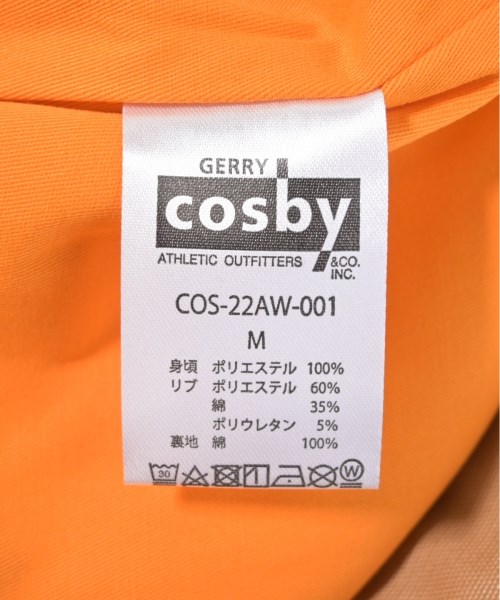 GERRY
cosby
ATHLETIC OUTFITTERS &CO. INC.
COS-22AW-001
M
身頃 ポリエステル 100%
リブ ポリエステル 60%
綿 35%
ポリウレタン 5%
裏地 綿 100%
30 W